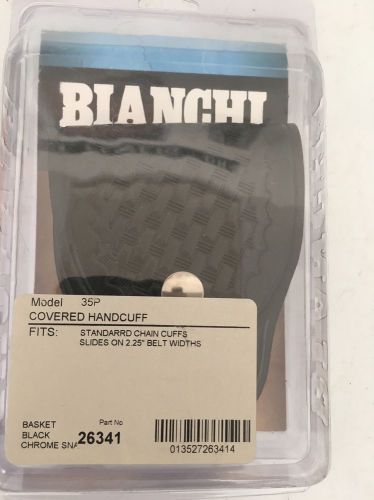 BIANCHI
Model 35P
COVERED HANDCUFF
FITS: STANDARRD CHAIN CUFFS
SLIDES ON 2.25" BELT WIDTHS
BASKET
BLACK
CHROME SNA
Part No
26341
013527263414